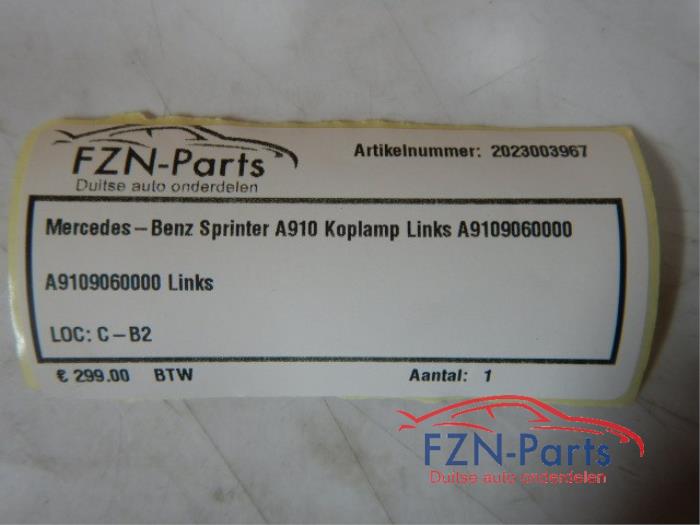 FZN-Parts
Duitse auto onderdelen
Artikelnummer: 2023003967
Mercedes-Benz Sprinter A910 Koplamp Links A9109060000
A9109060000 Links
LOC: C-B2
€ 299.00 BTW
Aantal: 1
FZN-Parts
Duitse auto onderdelen